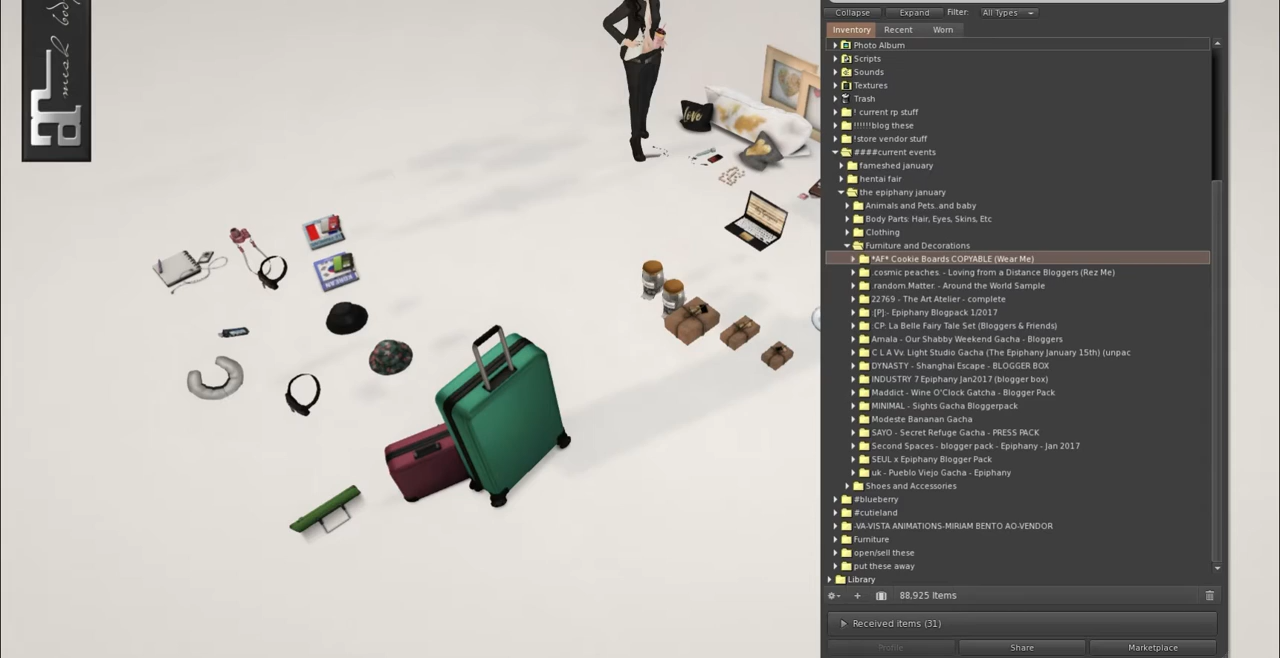 mesh body
Collapse
Expand
Filter:
All Types
Inventory
Recent
Worn
Photo Album
Scripts
Sounds
Textures
Trash
! current rp stuff
!!!!!!blog these
!store vendor stuff
####current events
fameshed january
hentai fair
the epiphany january
Animals and Pets..and baby
Body Parts: Hair, Eyes, Skins, Etc
Clothing
Furniture and Decorations
*AF* Cookie Boards COPYABLE (Wear Me)
.cosmic peaches. - Loving from a Distance Bloggers (Rez Me)
.random.Matter. - Around the World Sample
22769 - The Art Atelier - complete
:[P]:- Epiphany Blogpack 1/2017
:CP: La Belle Fairy Tale Set (Bloggers & Friends)
Amala - Our Shabby Weekend Gacha - Bloggers
C L A Vv. Light Studio Gacha (The Epiphany January 15th) (unpac
DYNASTY - Shanghai Escape - BLOGGER BOX
INDUSTRY 7 Epiphany Jan2017 (blogger box)
Maddict - Wine O'Clock Gatcha - Blogger Pack
MINIMAL - Sights Gacha Bloggerpack
Modeste Bananan Gacha
SAYO - Secret Refuge Gacha - PRESS PACK
Second Spaces - blogger pack - Epiphany - Jan 2017
SEUL x Epiphany Blogger Pack
uk - Pueblo Viejo Gacha - Epiphany
Shoes and Accessories
#blueberry
#cutieland
-VA-VISTA ANIMATIONS-MIRIAM BENTO AO-VENDOR
Furniture
open/sell these
put these away
Library
88,925 Items
Received items (31)
Profile
Share
Marketplace
love